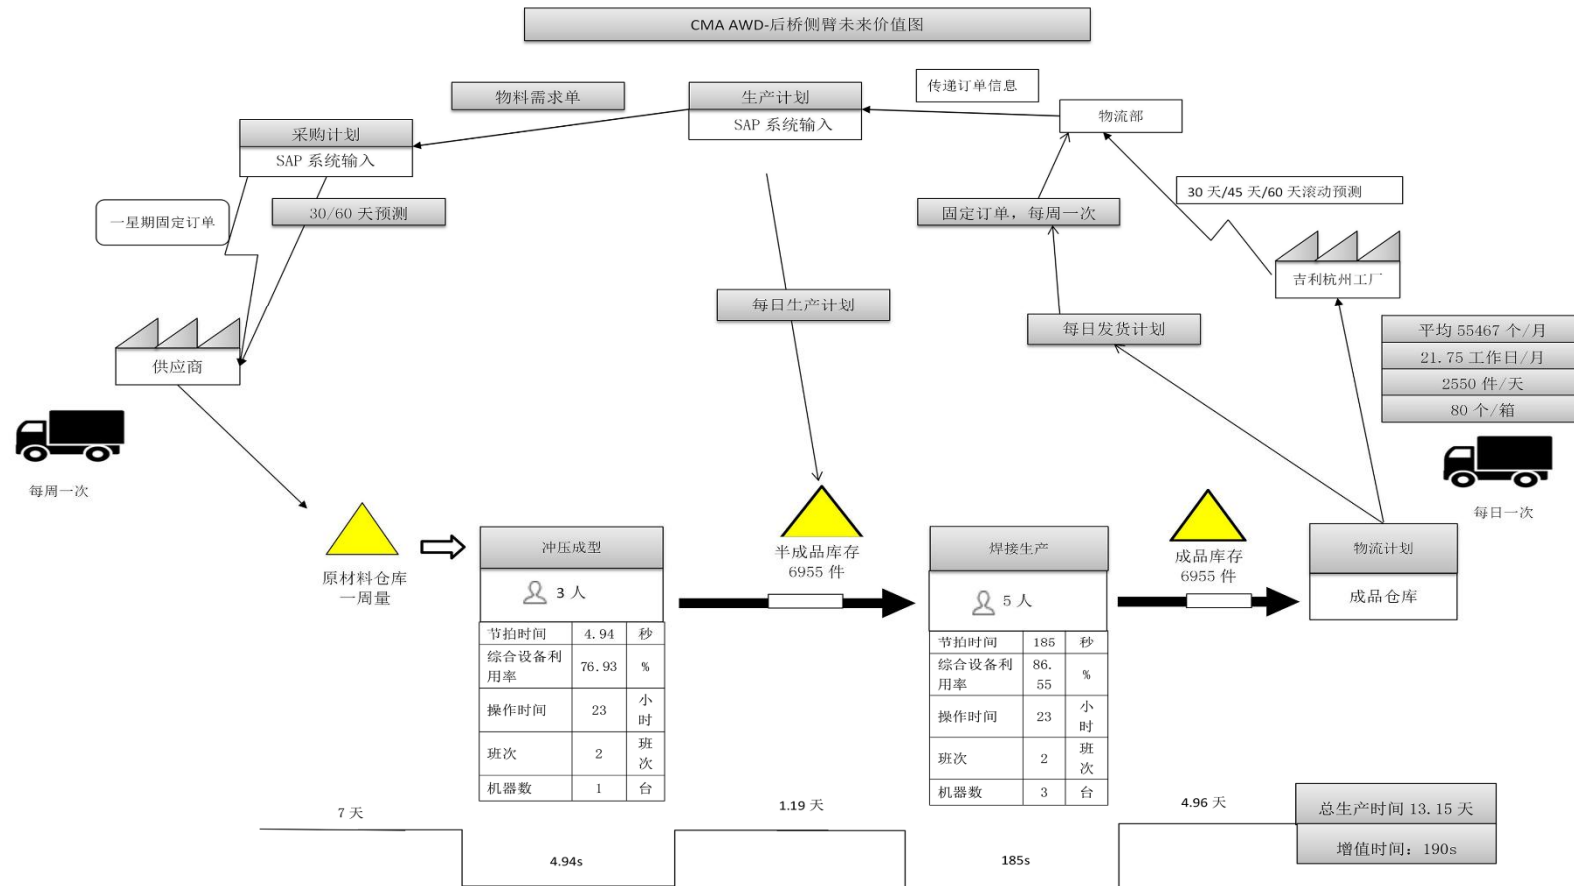 CMA AWD-后桥侧臂未来价值图
物料需求单
生产计划
SAP 系统输入
传递订单信息
物流部
采购计划
SAP 系统输入
一星期固定订单
30/60 天预测
固定订单，每周一次
30 天/45 天/60 天滚动预测
吉利杭州工厂
每日生产计划
每日发货计划
平均 55467 个/月
21.75 工作日/月
2550 件/天
80 个/箱
供应商
每周一次
每日一次
原材料仓库
一周量
冲压成型
3 人
节拍时间 4.94 秒
综合设备利
用率 76.93 %
操作时间 23 小
时
班次 2 班
次
机器数 1 台
半成品库存
6955 件
焊接生产
5 人
节拍时间 185 秒
综合设备利 86.
用率 55 %
操作时间 23 小
时
班次 2 班
次
机器数 3 台
成品库存
6955 件
物流计划
成品仓库
7 天
4.94s
1.19 天
185s
4.96 天
总生产时间 13.15 天
增值时间：190s